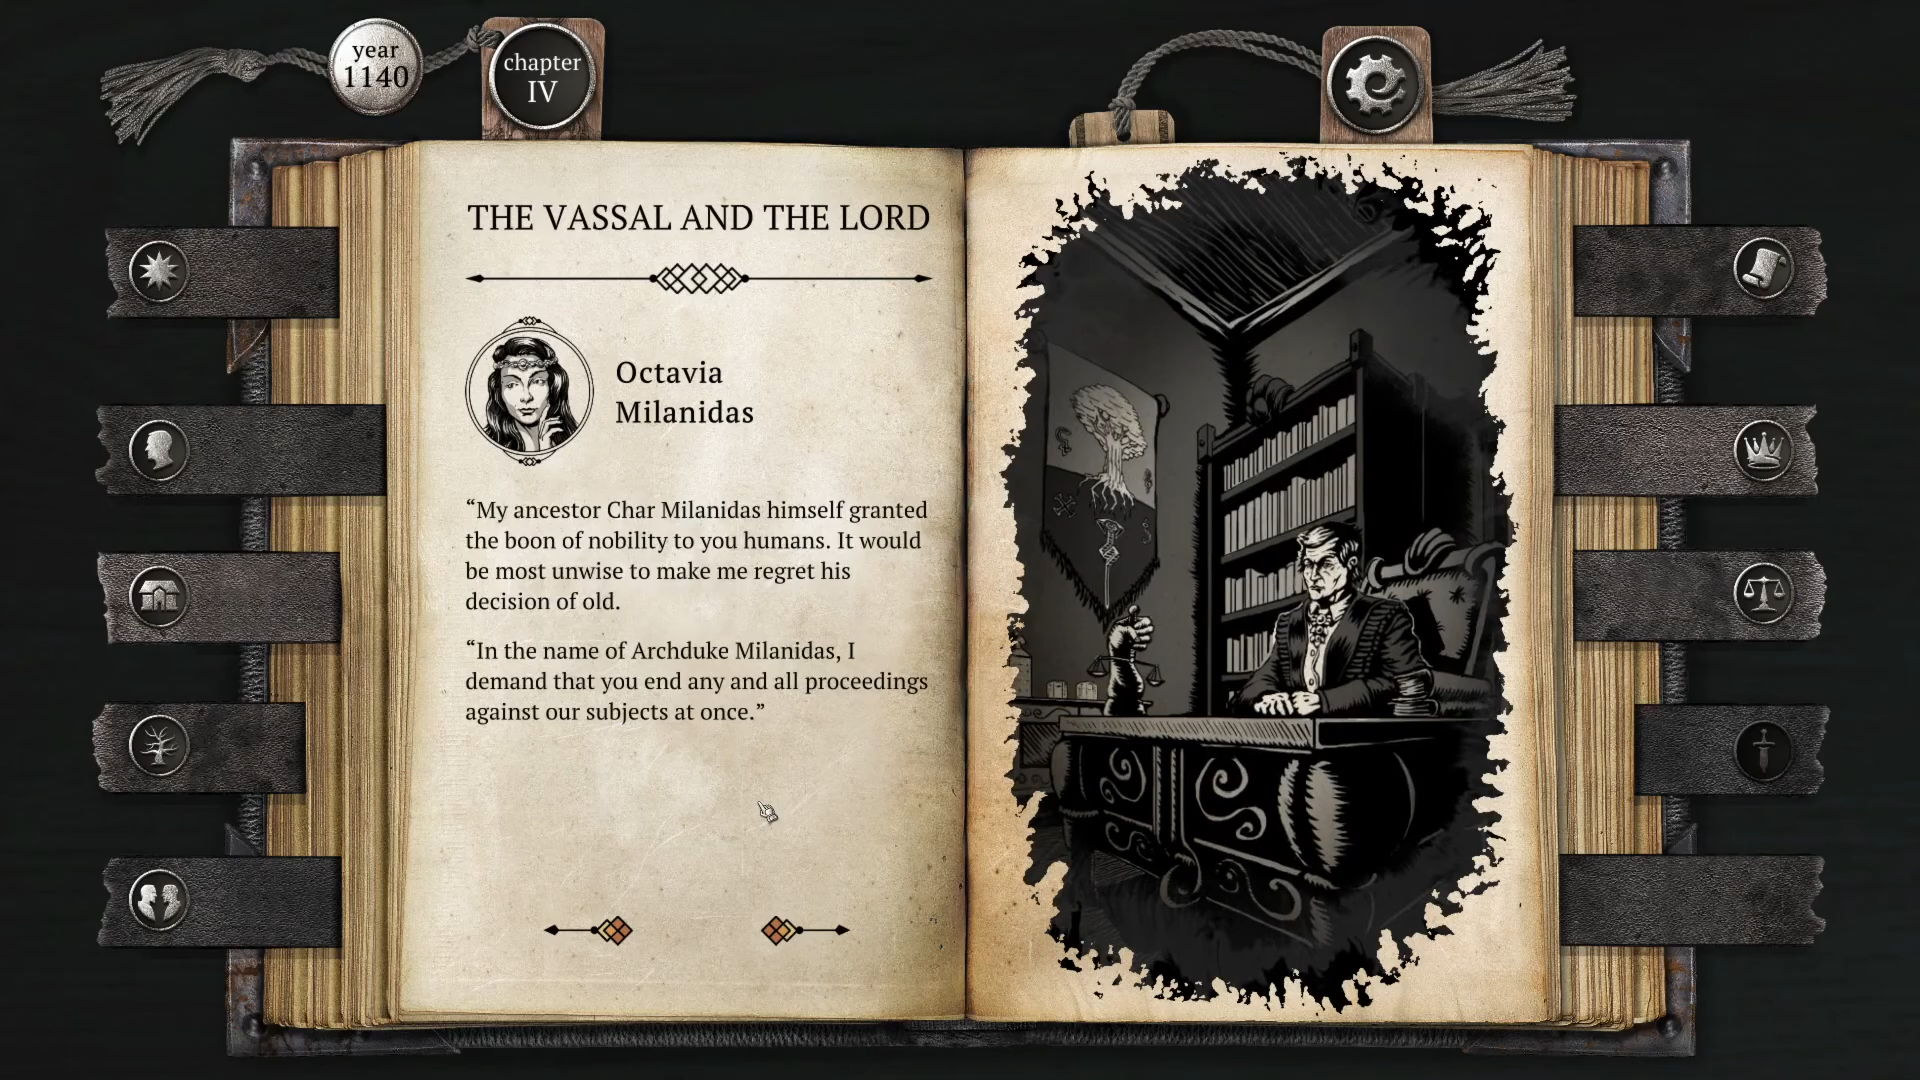 year
1140
chapter
IV
THE VASSAL AND THE LORD
Octavia
Milanidas
“My ancestor Char Milanidas himself granted
the boon of nobility to you humans. It would
be most unwise to make me regret his
decision of old.
“In the name of Archduke Milanidas, I
demand that you end any and all proceedings
against our subjects at once.”